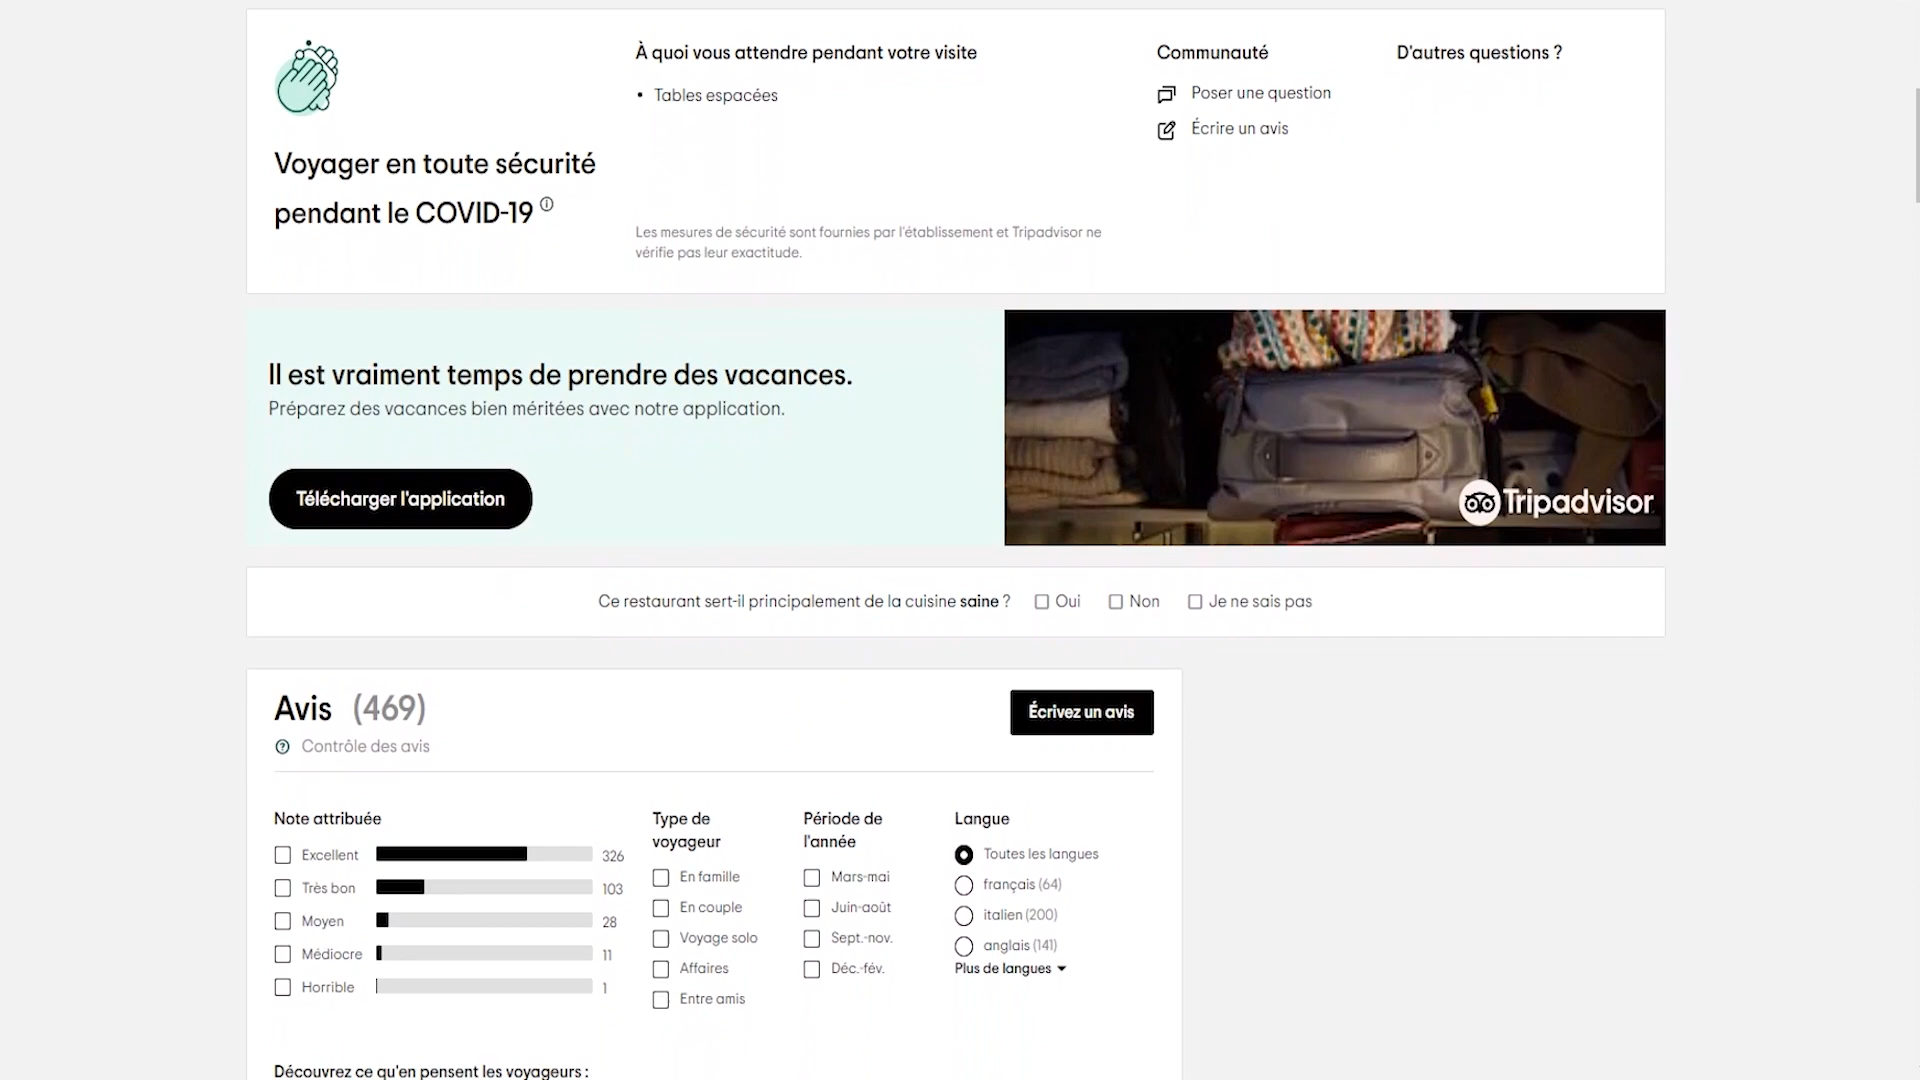 Voyager en toute sécurité
pendant le COVID-19
À quoi vous attendre pendant votre visite
• Tables espacées
Les mesures de sécurité sont fournies par l'établissement et Tripadvisor ne
vérifie pas leur exactitude.
Communauté
Poser une question
Écrire un avis
D'autres questions ?
Il est vraiment temps de prendre des vacances.
Préparez des vacances bien méritées avec notre application.
Télécharger l'application
Tripadvisor
Ce restaurant sert-il principalement de la cuisine saine ? Oui Non Je ne sais pas
Avis (469)
Écrivez un avis
Contrôle des avis
Note attribuée
Excellent 326
Très bon 103
Moyen 28
Médiocre 11
Horrible 1
Type de
voyageur
En famille
En couple
Voyage solo
Affaires
Entre amis
Période de
l'année
Mars-mai
Juin-août
Sept.-nov.
Déc.-fév.
Langue
Toutes les langues
français (64)
italien (200)
anglais (141)
Plus de langues
Découvrez ce qu'en pensent les voyageurs :